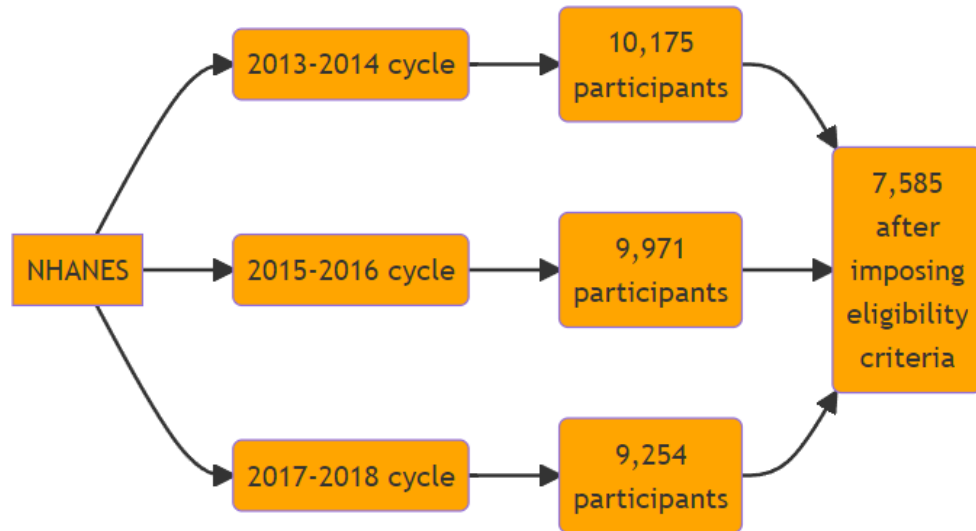 NHANES
2013-2014 cycle
10,175
participants
2015-2016 cycle
9,971
participants
2017-2018 cycle
9,254
participants
7,585
after
imposing
eligibility
criteria